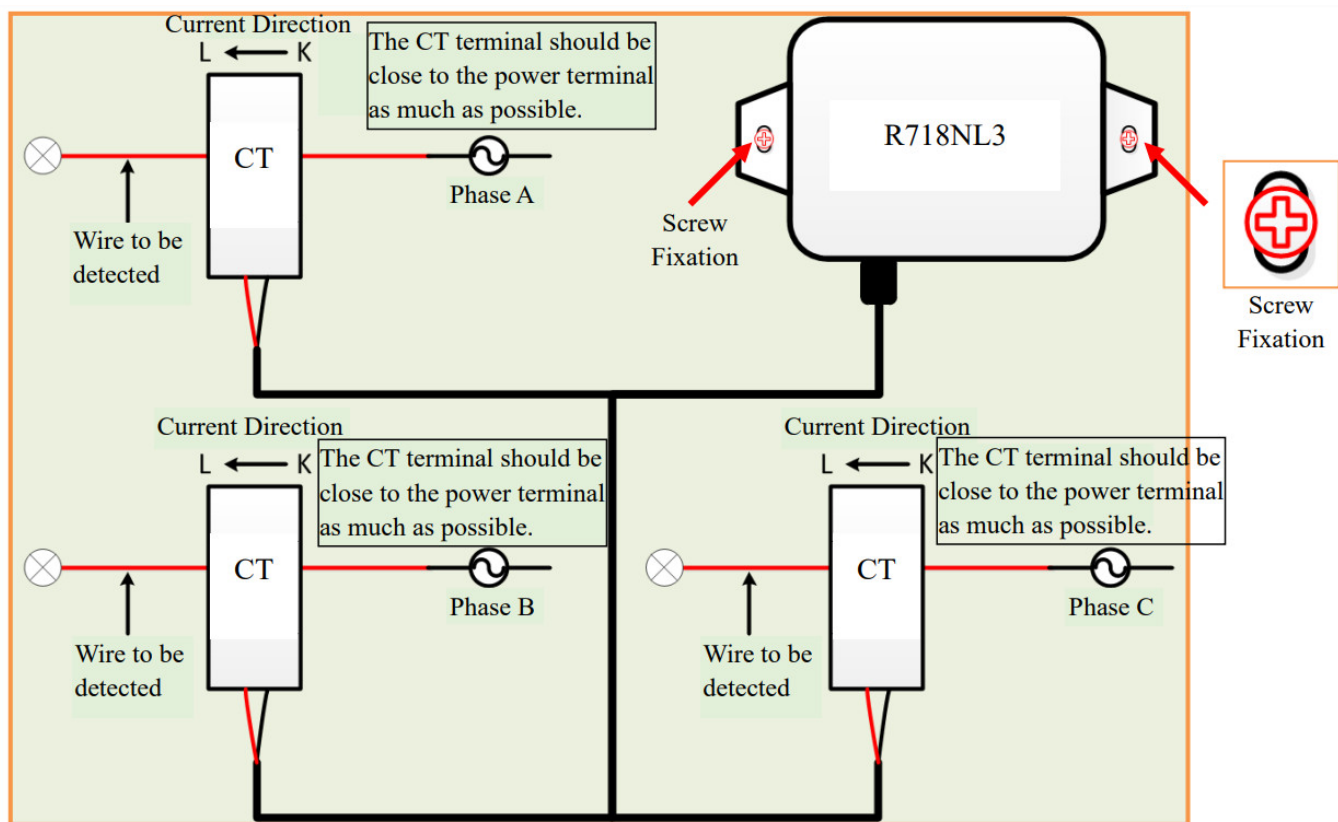 Current Direction
L K
The CT terminal should be
close to the power terminal
as much as possible.
CT
Phase A
Wire to be
detected
R718NL3
Screw
Fixation
Screw
Fixation
Current Direction
L K
The CT terminal should be
close to the power terminal
as much as possible.
CT
Phase B
Wire to be
detected
Current Direction
L K
The CT terminal should be
close to the power terminal
as much as possible.
CT
Phase C
Wire to be
detected